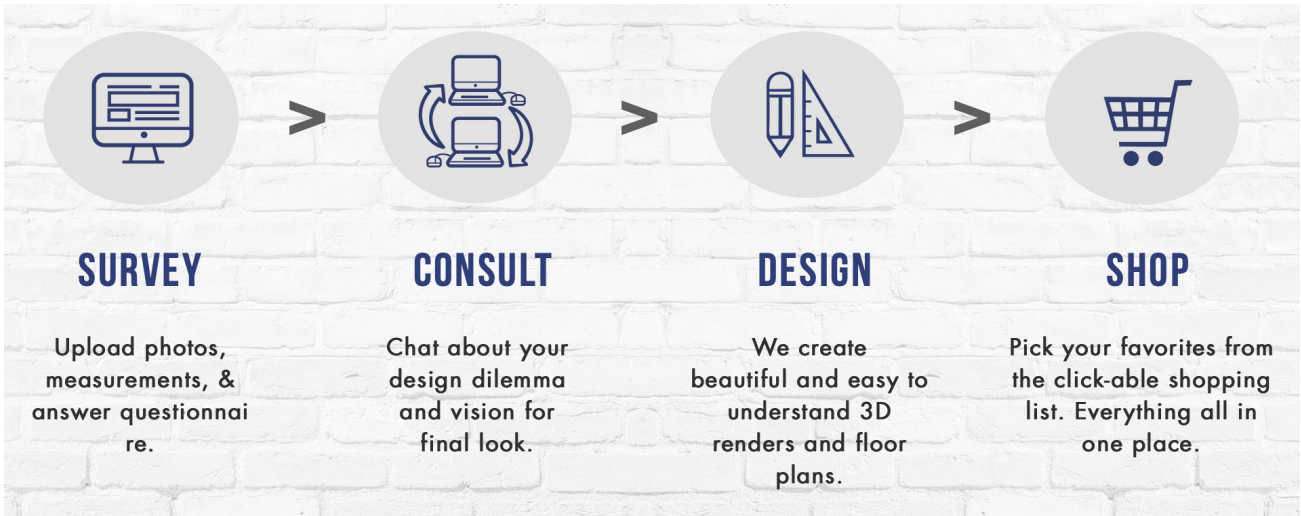 > > >
SURVEY
Upload photos,
measurements, &
answer questionnai
re.
CONSULT
Chat about your
design dilemma
and vision for
final look.
DESIGN
We create
beautiful and easy to
understand 3D
renders and floor
plans.
SHOP
Pick your favorites from
the click-able shopping
list. Everything all in
one place.